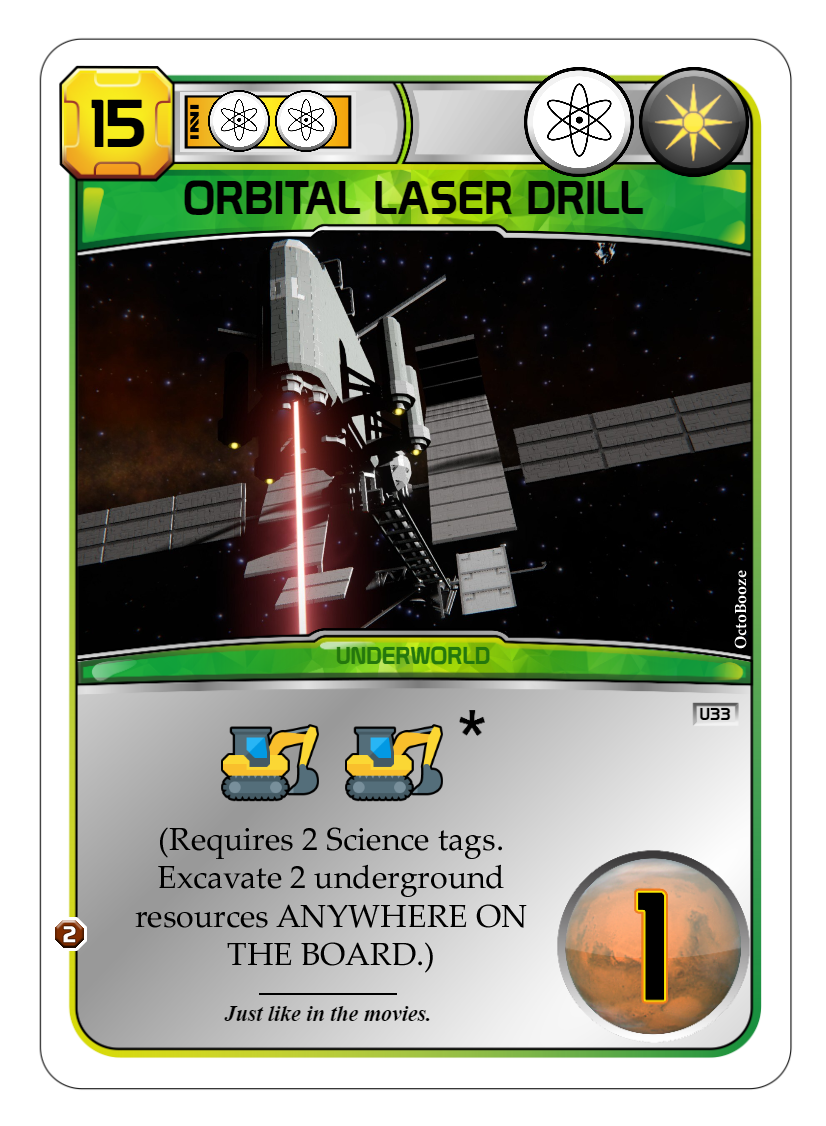 15
ORBITAL LASER DRILL
L
OctoBooze
UNDERWORLD
U33
*
(Requires 2 Science tags.
Excavate 2 underground
resources ANYWHERE ON
THE BOARD.)
2
1
Just like in the movies.